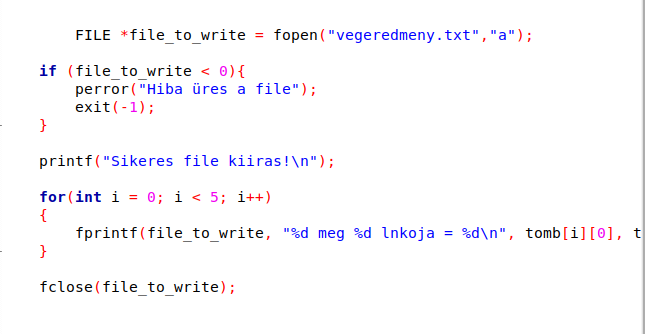 FILE *file_to_write = fopen("vegeredmeny.txt","a");
if (file_to_write < 0){
perror("Hiba üres a file");
exit(-1);
}
printf("Sikeres file kiiras!\n");
for(int i = 0; i < 5; i++)
{
fprintf(file_to_write, "%d meg %d lnkoja = %d\n", tomb[i][0], t
}
fclose(file_to_write);